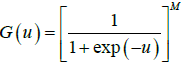 G(u) = [ 1 / (1 + exp(−u)) ]^M